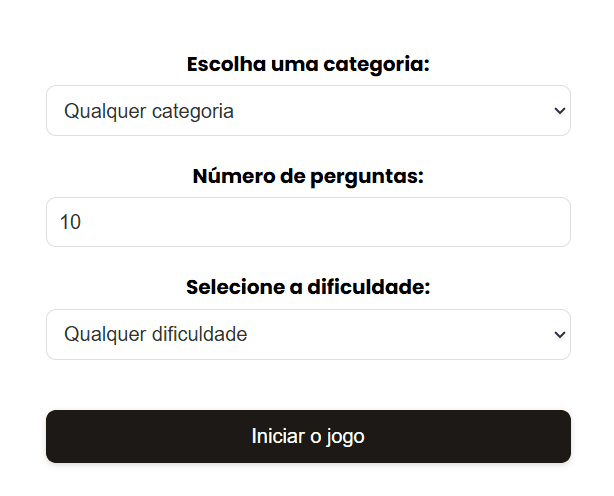 Escolha uma categoria:
Qualquer categoria
Número de perguntas:
10
Selecione a dificuldade:
Qualquer dificuldade
Iniciar o jogo